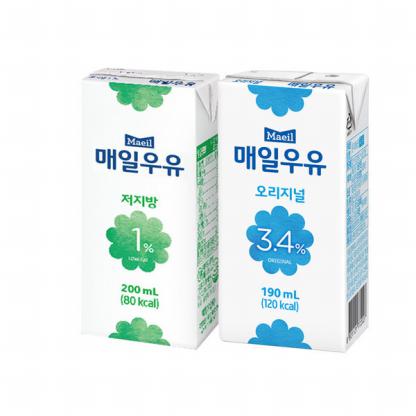 Maeil
매일우유
저지방
1%
LOW FAT
200 mL
(80 kcal)
Maeil
매일우유
오리지널
3.4%
ORIGINAL
190 mL
(120 kcal)